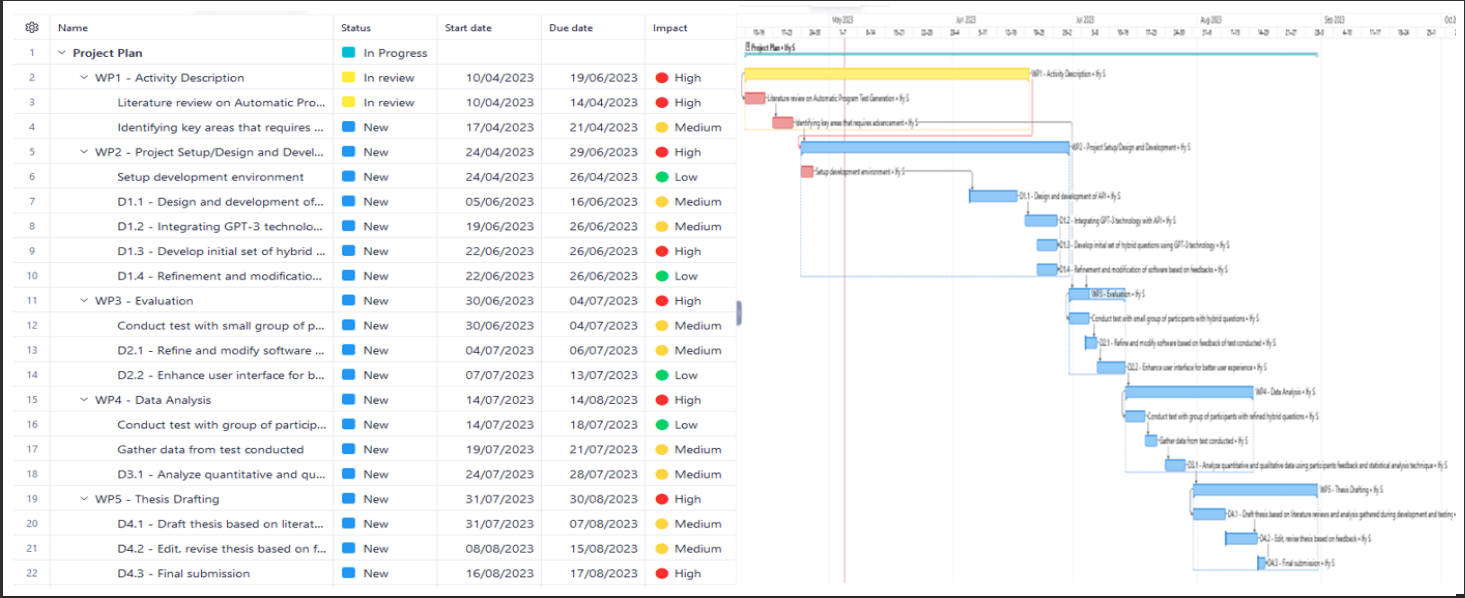 Name Status Start date Due date Impact
1 Project Plan In Progress
2 WP1 - Activity Description In review 10/04/2023 19/06/2023 High
3 Literature review on Automatic Pro... In review 10/04/2023 14/04/2023 High
4 Identifying key areas that requires ... New 17/04/2023 21/04/2023 Medium
5 WP2 - Project Setup/Design and Devel... New 24/04/2023 29/06/2023 High
6 Setup development environment New 24/04/2023 26/04/2023 Low
7 D1.1 - Design and development of... New 05/06/2023 16/06/2023 Medium
8 D1.2 - Integrating GPT-3 technolo... New 19/06/2023 26/06/2023 Medium
9 D1.3 - Develop initial set of hybrid ... New 22/06/2023 26/06/2023 High
10 D1.4 - Refinement and modificatio... New 22/06/2023 26/06/2023 Low
11 WP3 - Evaluation New 30/06/2023 04/07/2023 High
12 Conduct test with small group of p... New 30/06/2023 04/07/2023 Medium
13 D2.1 - Refine and modify software ... New 04/07/2023 06/07/2023 Medium
14 D2.2 - Enhance user interface for b... New 07/07/2023 13/07/2023 Low
15 WP4 - Data Analysis New 14/07/2023 14/08/2023 High
16 Conduct test with group of particip... New 14/07/2023 18/07/2023 Low
17 Gather data from test conducted New 19/07/2023 21/07/2023 Medium
18 D3.1 - Analyze quantitative and qu... New 24/07/2023 28/07/2023 Medium
19 WP5 - Thesis Drafting New 31/07/2023 30/08/2023 High
20 D4.1 - Draft thesis based on literat... New 31/07/2023 07/08/2023 Medium
21 D4.2 - Edit, revise thesis based on f... New 08/08/2023 15/08/2023 Medium
22 D4.3 - Final submission New 16/08/2023 17/08/2023 High
May 2023 Jun 2023 Jul 2023 Aug 2023 Sep 2023
Project Plan • Ify S
WP1 - Activity Description • Ify S
Literature review on Automatic Program Test Generation • Ify S
Identifying key areas that requires advancement • Ify S
WP2 - Project Setup/Design and Development • Ify S
Setup development environment • Ify S
D1.1 - Design and development of API • Ify S
D1.2 - Integrating GPT-3 technology with API • Ify S
D1.3 - Develop initial set of hybrid questions using GPT-3 technology • Ify S
D1.4 - Refinement and modification of software based on feedbacks • Ify S
WP3 - Evaluation • Ify S
Conduct test with small group of participants with hybrid questions • Ify S
D2.1 - Refine and modify software based on feedback of test conducted • Ify S
D2.2 - Enhance user interface for better user experience • Ify S
WP4 - Data Analysis • Ify S
Conduct test with group of participants with refined hybrid questions • Ify S
Gather data from test conducted • Ify S
D3.1 - Analyze quantitative and qualitative data using participants feedback and statistical analysis technique • Ify S
WP5 - Thesis Drafting • Ify S
D4.1 - Draft thesis based on literature reviews and analysis gathered during development and testing •
D4.2 - Edit, revise thesis based on feedback • Ify S
D4.3 - Final submission • Ify S